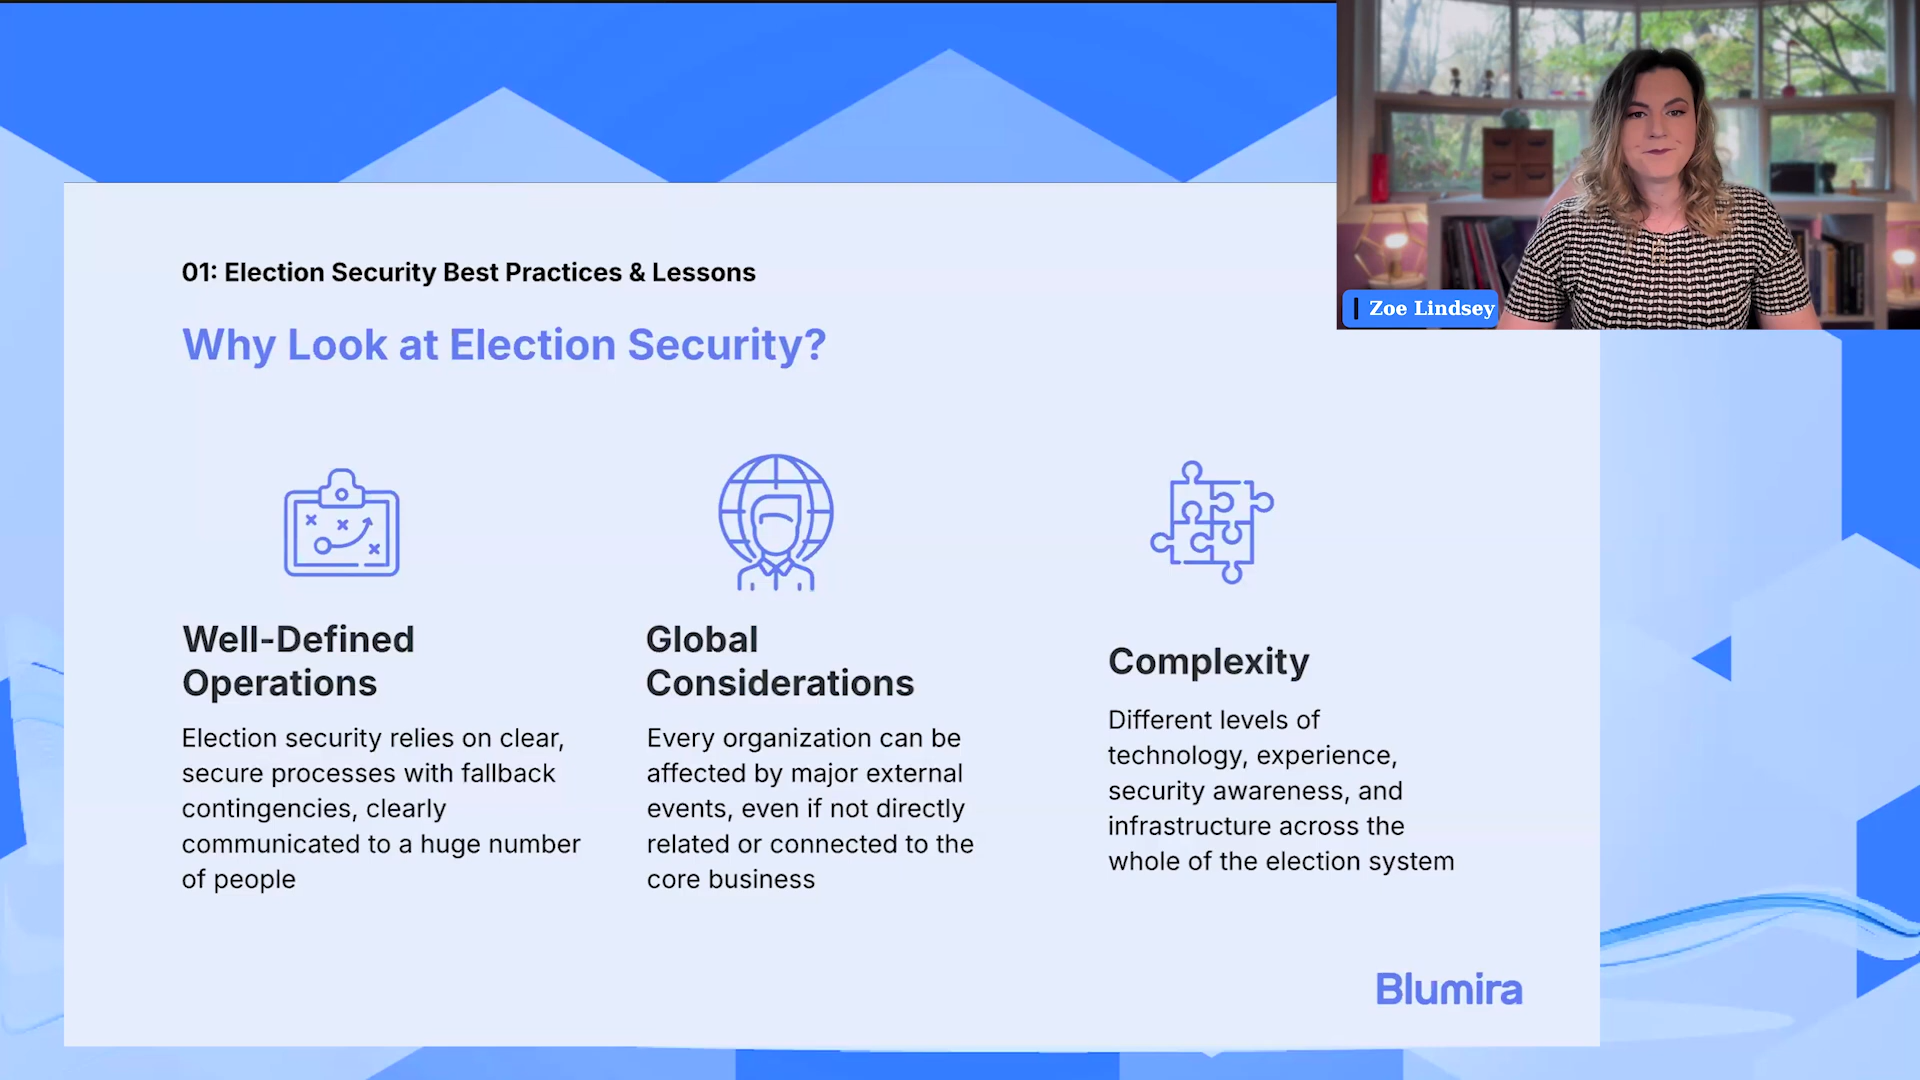 01: Election Security Best Practices & Lessons
Why Look at Election Security?
Zoe Lindsey
Well-Defined
Operations
Election security relies on clear,
secure processes with fallback
contingencies, clearly
communicated to a huge number
of people
Global
Considerations
Every organization can be
affected by major external
events, even if not directly
related or connected to the
core business
Complexity
Different levels of
technology, experience,
security awareness, and
infrastructure across the
whole of the election system
Blumira